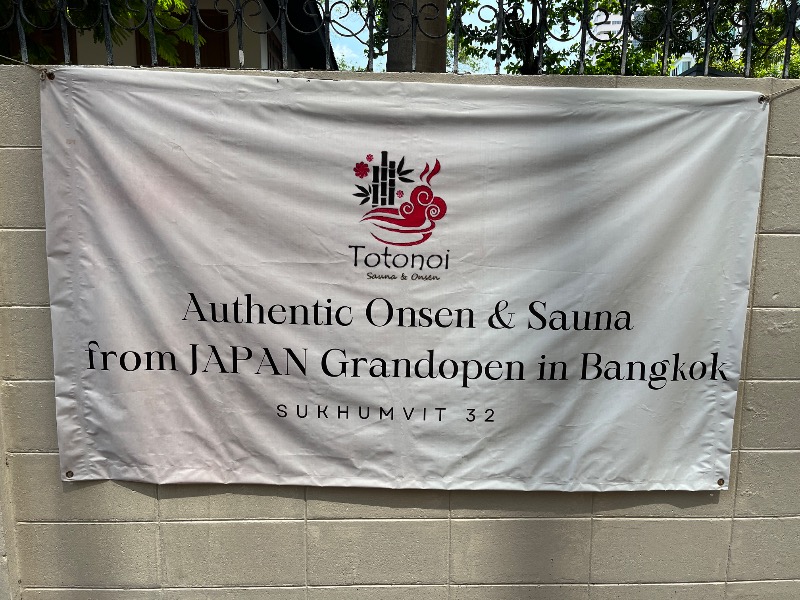 Totonoi
Sauna & Onsen
Authentic Onsen & Sauna
from JAPAN Grandopen in Bangkok
SUKHUMVIT 32